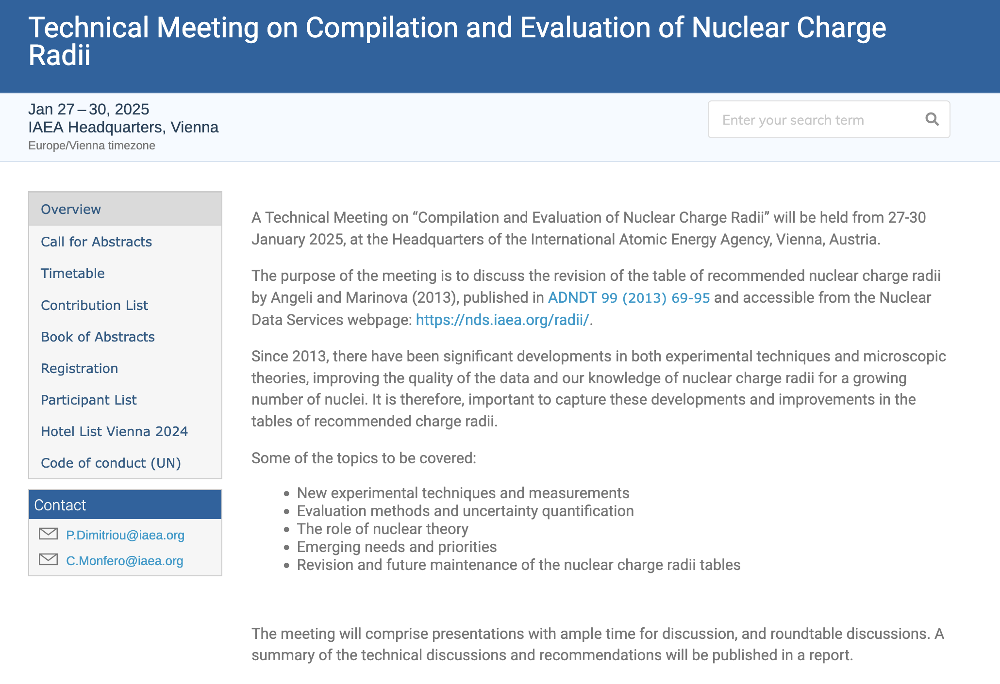 Technical Meeting on Compilation and Evaluation of Nuclear Charge
Radii
Jan 27 – 30, 2025
IAEA Headquarters, Vienna
Europe/Vienna timezone
Enter your search term
Overview
Call for Abstracts
Timetable
Contribution List
Book of Abstracts
Registration
Participant List
Hotel List Vienna 2024
Code of conduct (UN)
Contact
P.Dimitriou@iaea.org
C.Monfero@iaea.org
A Technical Meeting on “Compilation and Evaluation of Nuclear Charge Radii” will be held from 27-30
January 2025, at the Headquarters of the International Atomic Energy Agency, Vienna, Austria.
The purpose of the meeting is to discuss the revision of the table of recommended nuclear charge radii
by Angeli and Marinova (2013), published in ADNDT 99 (2013) 69-95 and accessible from the Nuclear
Data Services webpage: https://nds.iaea.org/radii/.
Since 2013, there have been significant developments in both experimental techniques and microscopic
theories, improving the quality of the data and our knowledge of nuclear charge radii for a growing
number of nuclei. It is therefore, important to capture these developments and improvements in the
tables of recommended charge radii.
Some of the topics to be covered:
• New experimental techniques and measurements
• Evaluation methods and uncertainty quantification
• The role of nuclear theory
• Emerging needs and priorities
• Revision and future maintenance of the nuclear charge radii tables
The meeting will comprise presentations with ample time for discussion, and roundtable discussions. A
summary of the technical discussions and recommendations will be published in a report.